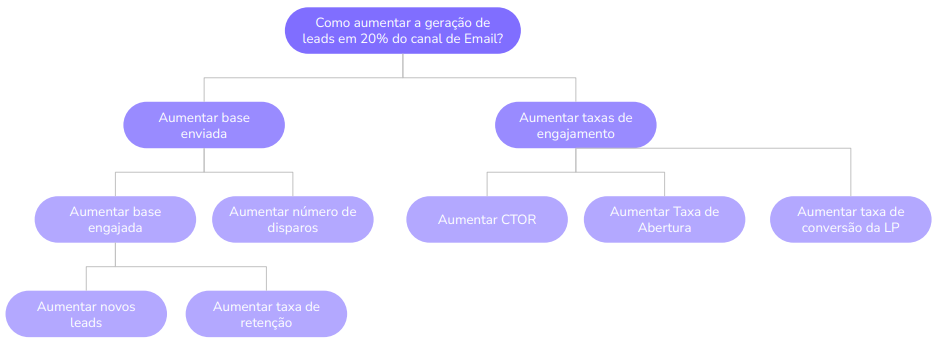 Como aumentar a geração de
leads em 20% do canal de Email?
Aumentar base
enviada
Aumentar taxas de
engajamento
Aumentar base
engajada
Aumentar número de
disparos
Aumentar CTOR
Aumentar Taxa de
Abertura
Aumentar taxa de
conversão da LP
Aumentar novos
leads
Aumentar taxa de
retenção